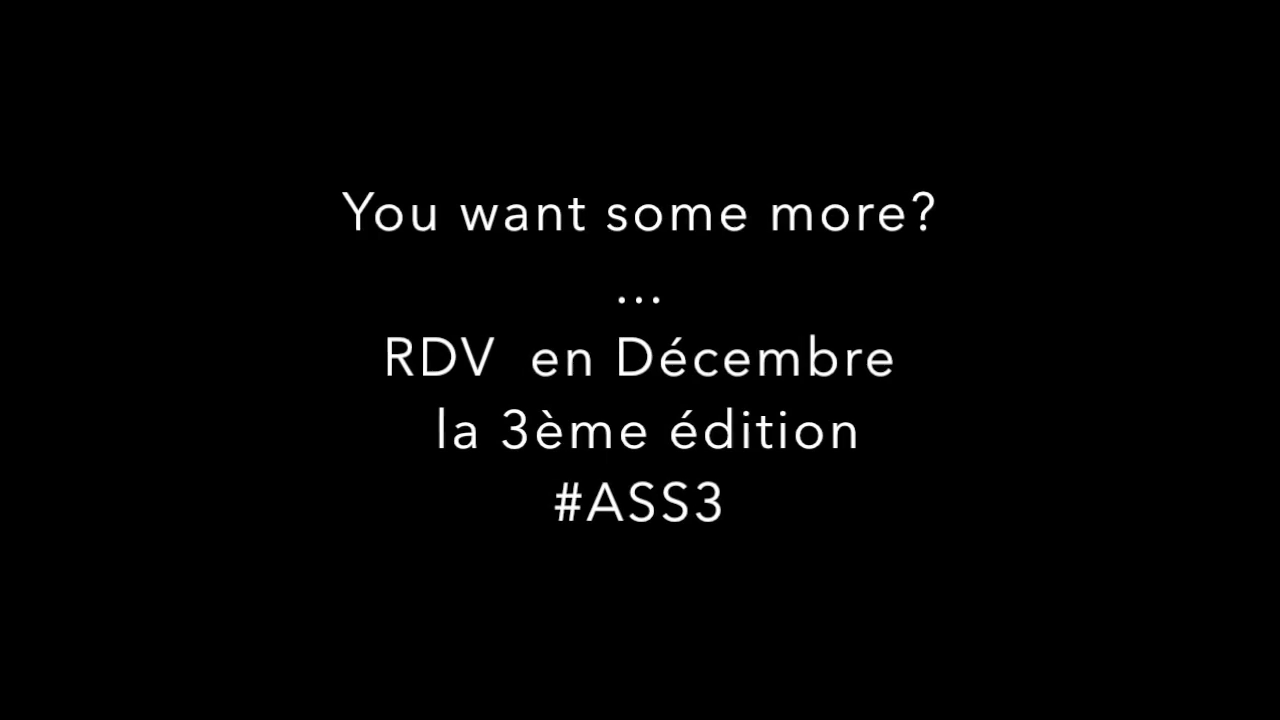 You want some more?
...
RDV en Décembre
la 3ème édition
#ASS3